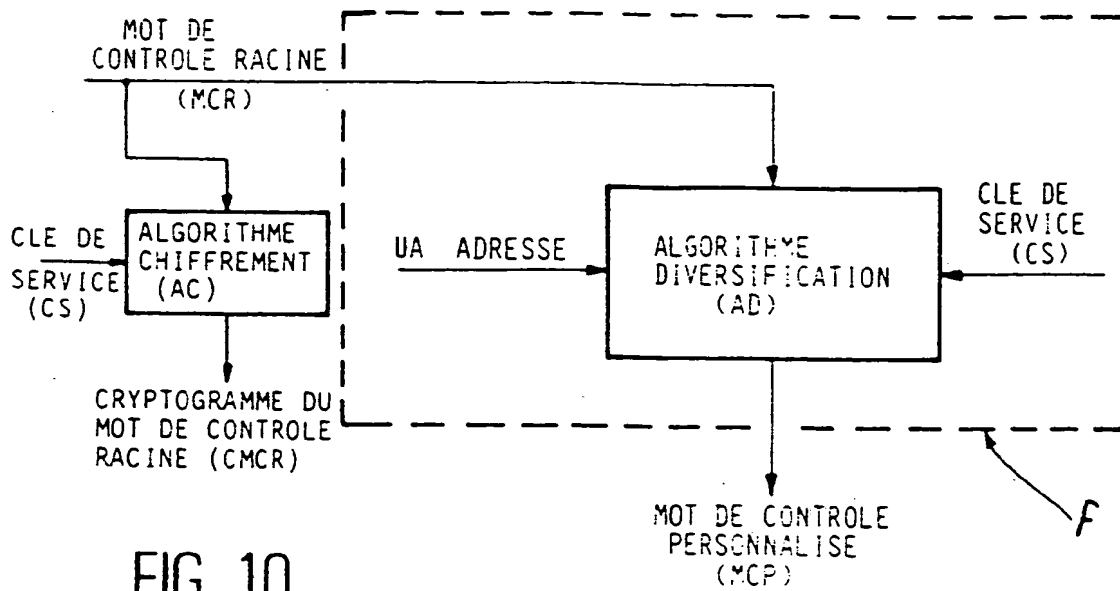 MOT DE
CONTROLE RACINE
(MCR)
CLE DE
SERVICE
(CS)
ALGORITHME
CHIFFREMENT
(AC)
CRYPTOGRAMME DU
MOT DE CONTROLE
RACINE (CMCR)
UA ADRESSE
ALGORITHME
DIVERSIFICATION
(AD)
CLE DE
SERVICE
(CS)
MOT DE CONTROLE
PERSONNALISE
(MCP)
F
FIG. 10